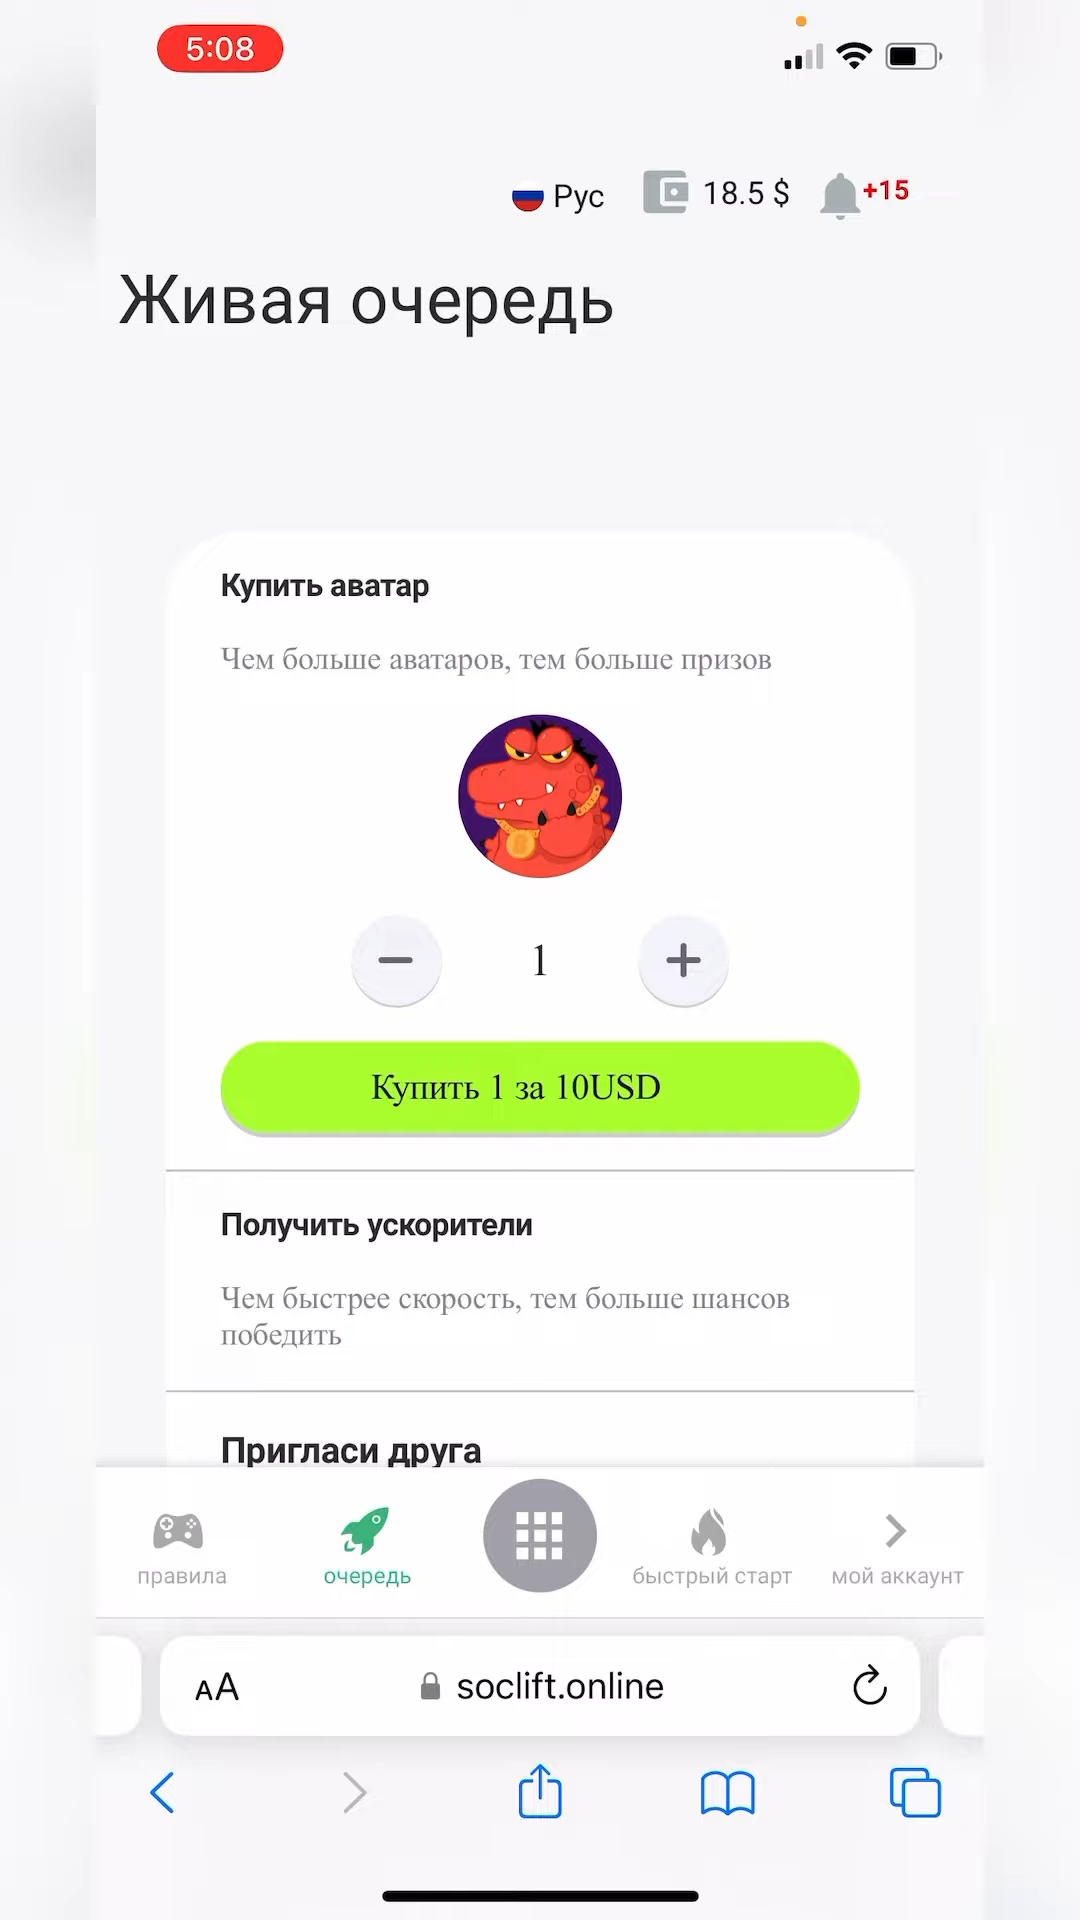 5:08
Рус
18.5 $
+15
Живая очередь
Купить аватар
Чем больше аватаров, тем больше призов
1
Купить 1 за 10USD
Получить ускорители
Чем быстрее скорость, тем больше шансов
победить
Пригласи друга
правила
очередь
быстрый старт
мой аккаунт
AA
soclift.online